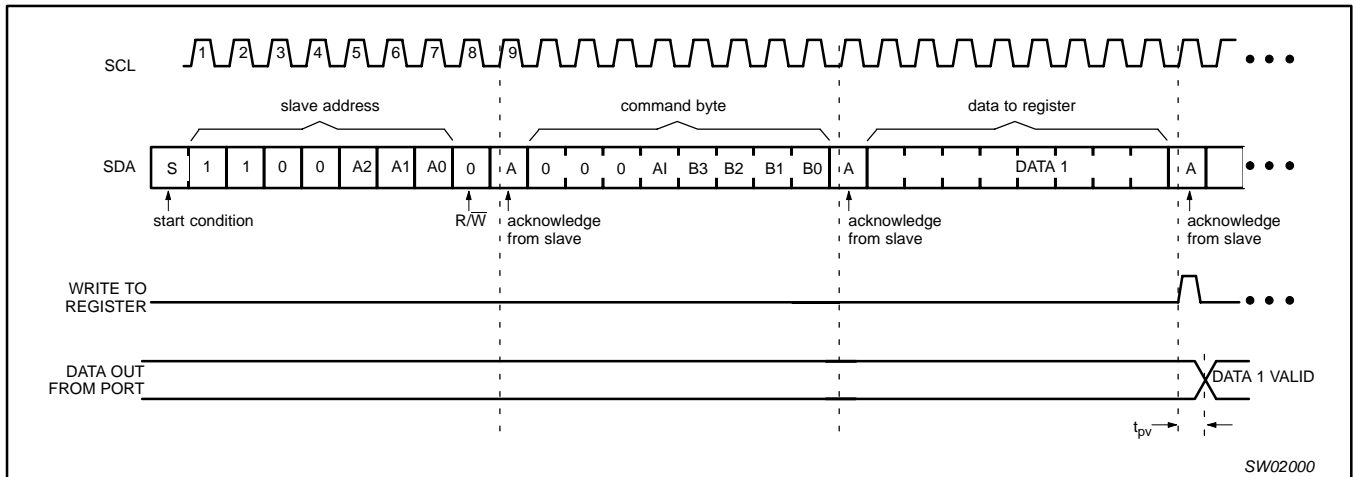 SCL 1 2 3 4 5 6 7 8 9
slave address command byte data to register
SDA S 1 1 0 0 A2 A1 A0 0 A 0 0 0 AI B3 B2 B1 B0 A DATA 1 A
start condition R/W acknowledge from slave acknowledge from slave acknowledge from slave
WRITE TO
REGISTER
DATA OUT
FROM PORT
DATA 1 VALID
tpv
SW02000